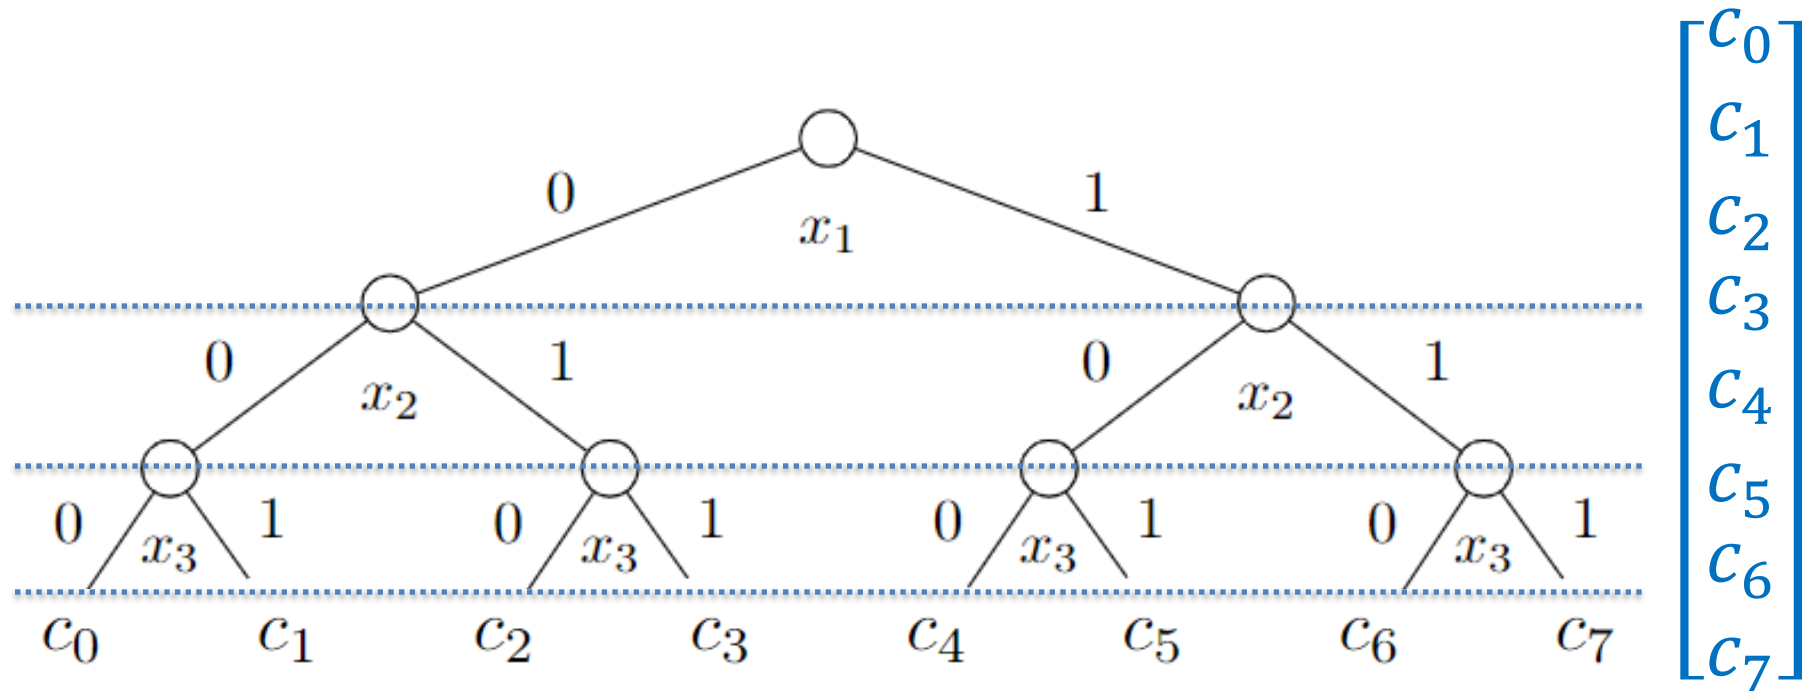 0 1
x₁
0 1 0 1
x₂ x₂
0 1 0 1 0 1 0 1
x₃ x₃ x₃ x₃
c₀ c₁ c₂ c₃ c₄ c₅ c₆ c₇
c₀
c₁
c₂
c₃
c₄
c₅
c₆
c₇